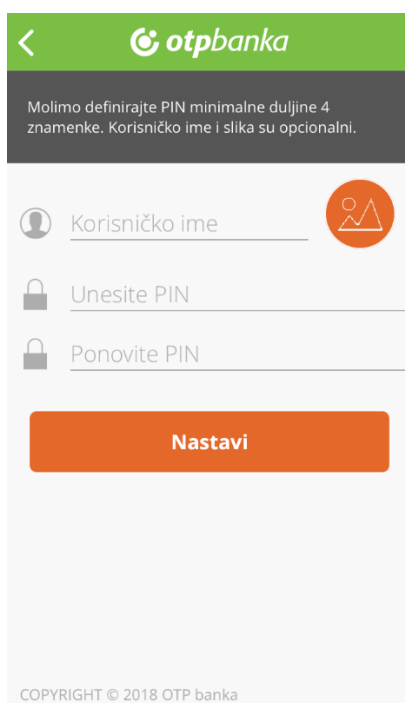 otpbanka
Molimo definirajte PIN minimalne duljine 4
znamenke. Korisničko ime i slika su opcionalni.
Korisničko ime
Unesite PIN
Ponovite PIN
Nastavi
COPYRIGHT © 2018 OTP banka